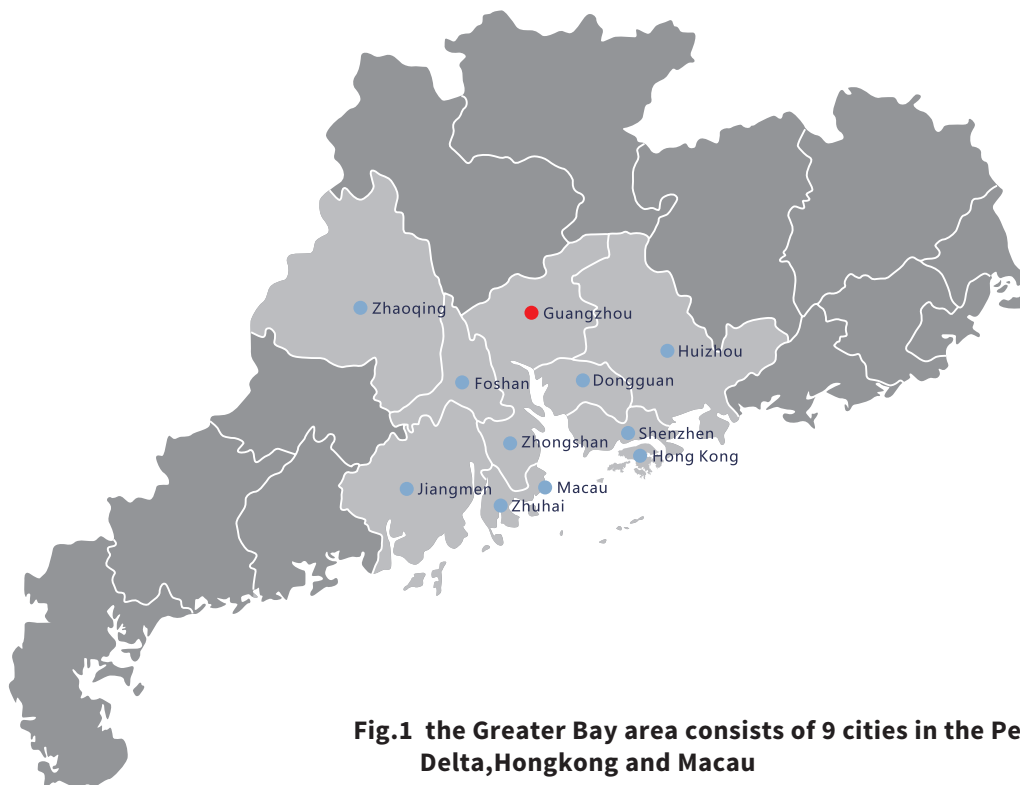 Zhaoqing
Guangzhou
Huizhou
Foshan
Dongguan
Zhongshan
Shenzhen
Hong Kong
Jiangmen
Macau
Zhuhai
Fig.1 the Greater Bay area consists of 9 cities in the Pe
Delta,Hongkong and Macau